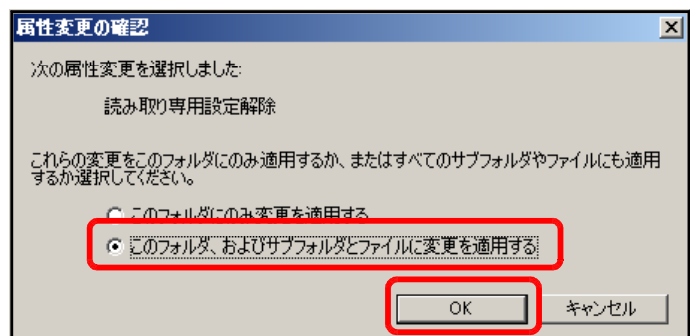 属性変更の確認
次の属性変更を選択しました:
読み取り専用設定解除
これらの変更をこのフォルダにのみ適用するか、またはすべてのサブフォルダやファイルにも適用
するか選択してください。
このフォルダにのみ変更を適用する
このフォルダ、およびサブフォルダとファイルに変更を適用する
OK
キャンセル